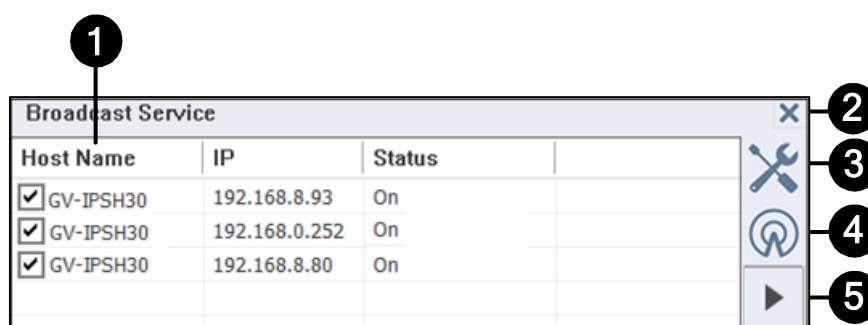 1
Broadcast Service
2
Host Name IP Status
3
GV-IPSH30 192.168.8.93 On
GV-IPSH30 192.168.0.252 On
4
GV-IPSH30 192.168.8.80 On
5